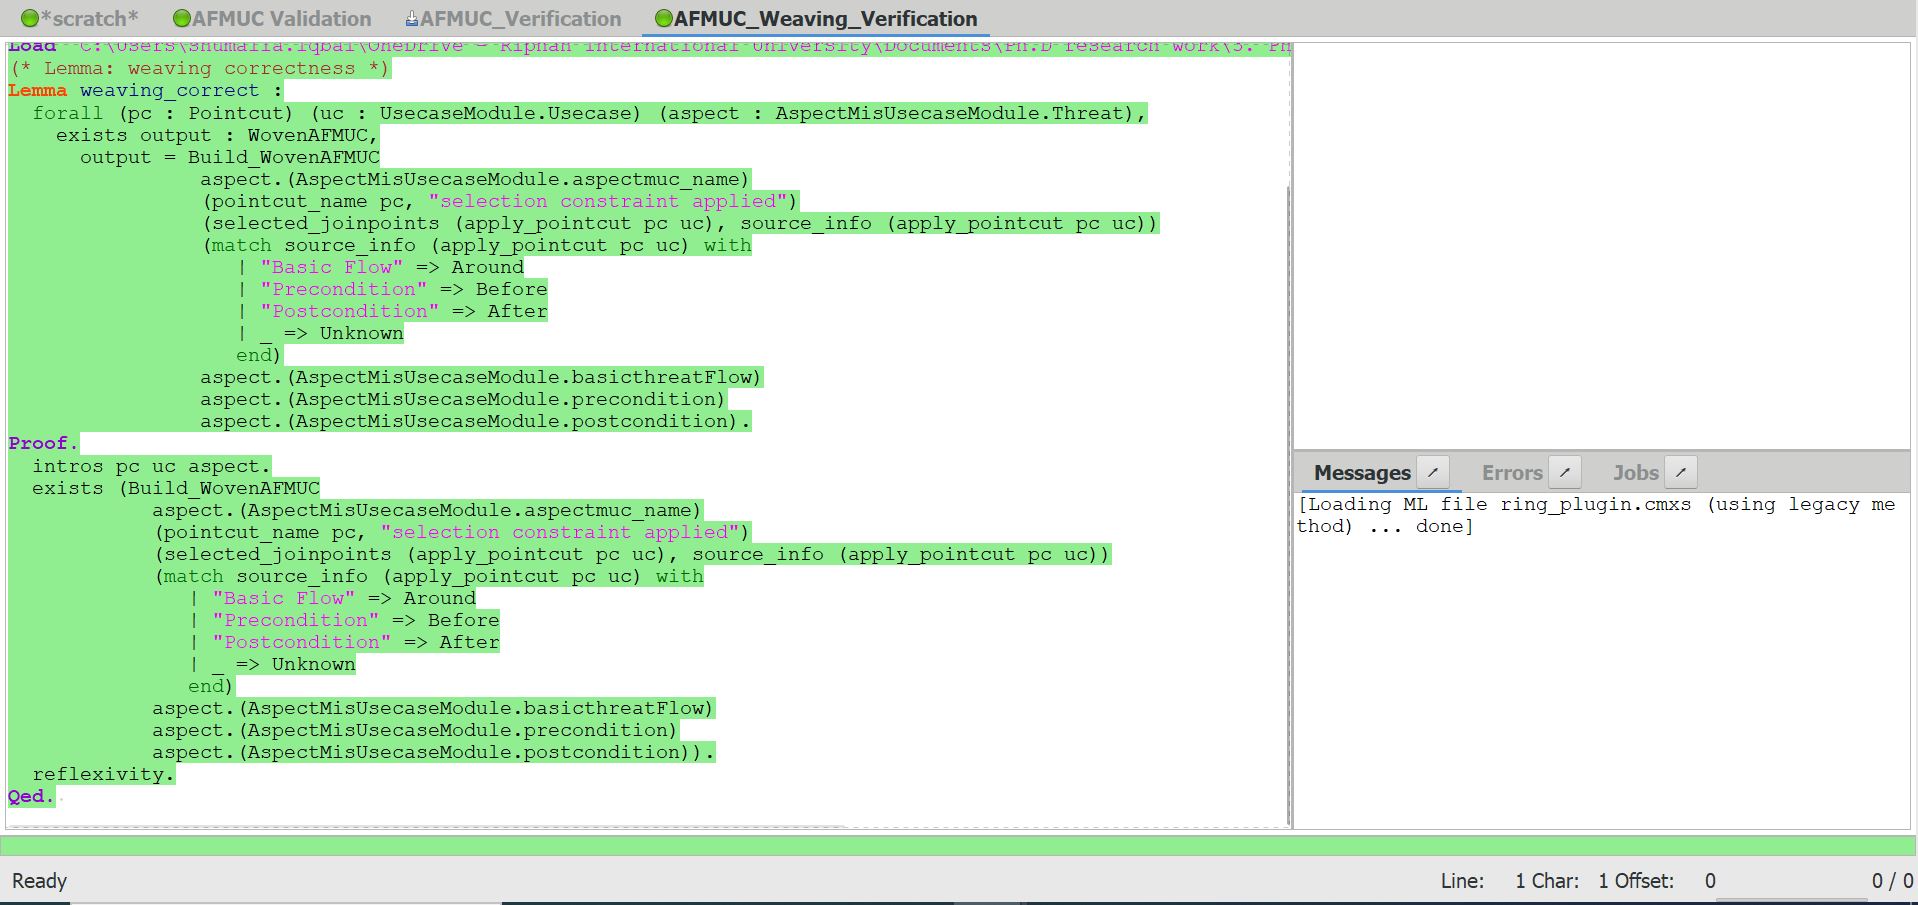 *scratch*
AFMUC Validation
AFMUC_Verification
AFMUC_Weaving_Verification
Load "C:\Users\shumaila.iqbal\OneDrive - Riphah International University\Documents\Ph.D research work\3. Ph
(* Lemma: weaving correctness *)
Lemma weaving_correct :
forall (pc : Pointcut) (uc : UsecaseModule.Usecase) (aspect : AspectMisUsecaseModule.Threat),
exists output : WovenAFMUC,
output = Build_WovenAFMUC
aspect.(AspectMisUsecaseModule.aspectmuc_name)
(pointcut_name pc, "selection constraint applied")
(selected_joinpoints (apply_pointcut pc uc), source_info (apply_pointcut pc uc))
(match source_info (apply_pointcut pc uc) with
| "Basic Flow" => Around
| "Precondition" => Before
| "Postcondition" => After
| _ => Unknown
end)
aspect.(AspectMisUsecaseModule.basicthreatFlow)
aspect.(AspectMisUsecaseModule.precondition)
aspect.(AspectMisUsecaseModule.postcondition).
Proof.
intros pc uc aspect.
exists (Build_WovenAFMUC
aspect.(AspectMisUsecaseModule.aspectmuc_name)
(pointcut_name pc, "selection constraint applied")
(selected_joinpoints (apply_pointcut pc uc), source_info (apply_pointcut pc uc))
(match source_info (apply_pointcut pc uc) with
| "Basic Flow" => Around
| "Precondition" => Before
| "Postcondition" => After
| _ => Unknown
end)
aspect.(AspectMisUsecaseModule.basicthreatFlow)
aspect.(AspectMisUsecaseModule.precondition)
aspect.(AspectMisUsecaseModule.postcondition)).
reflexivity.
Qed.
Messages
Errors
Jobs
[Loading ML file ring_plugin.cmxs (using legacy me
thod) ... done]
Ready
Line: 1 Char: 1 Offset: 0
0 / 0